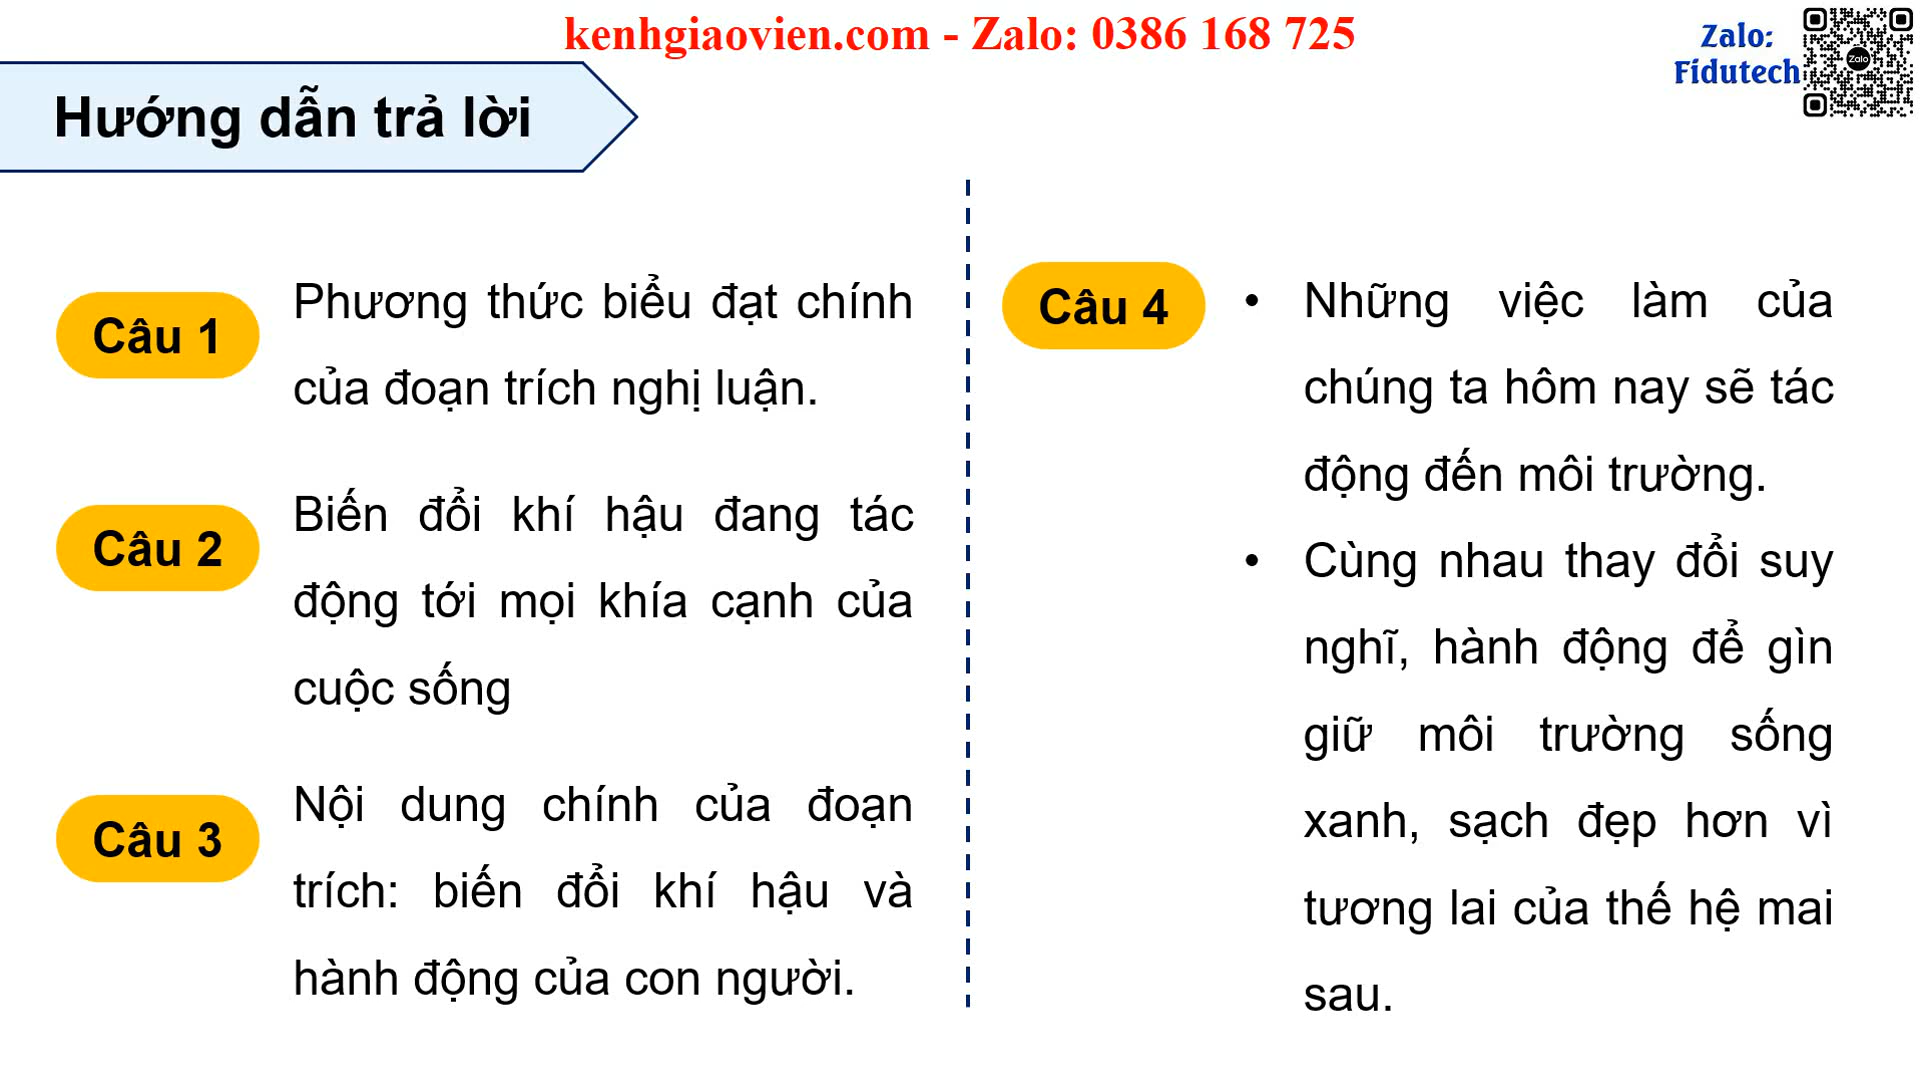 kenhgiaovien.com - Zalo: 0386 168 725
Zalo:
Fidutech
Zalo
Hướng dẫn trả lời
Câu 1
Phương thức biểu đạt chính
của đoạn trích nghị luận.
Câu 2
Biến đổi khí hậu đang tác
động tới mọi khía cạnh của
cuộc sống
Câu 3
Nội dung chính của đoạn
trích: biến đổi khí hậu và
hành động của con người.
Câu 4
• Những việc làm của
chúng ta hôm nay sẽ tác
động đến môi trường.
• Cùng nhau thay đổi suy
nghĩ, hành động để gìn
giữ môi trường sống
xanh, sạch đẹp hơn vì
tương lai của thế hệ mai
sau.